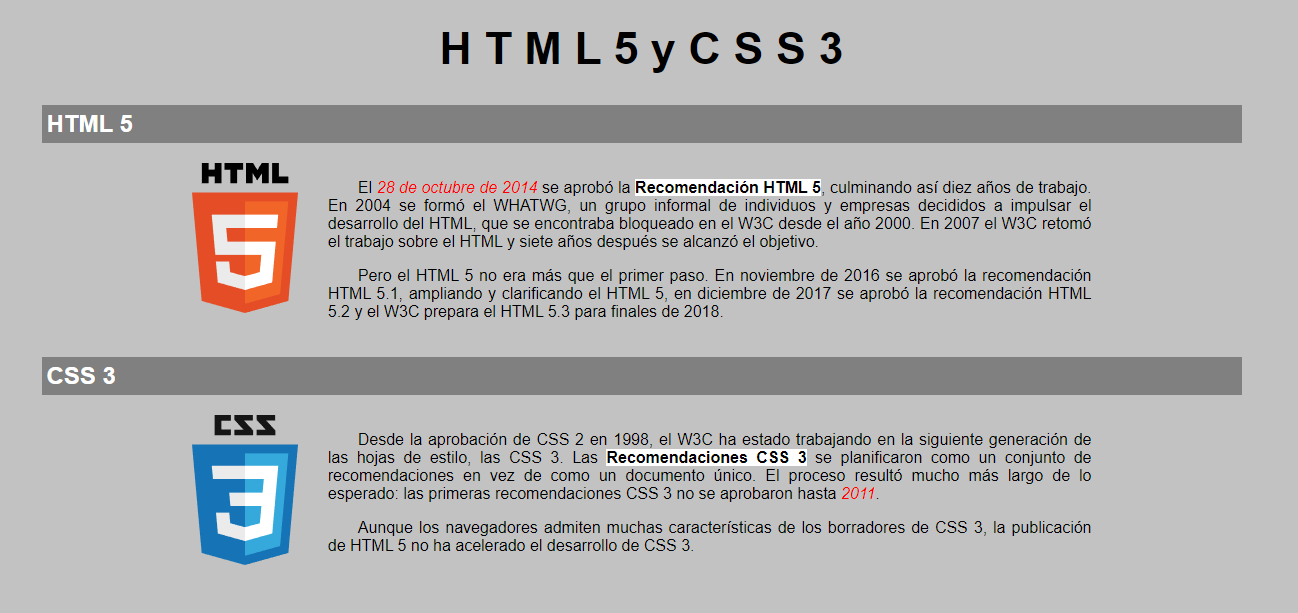 H T M L 5 y C S S 3
HTML 5
HTML
5
El 28 de octubre de 2014 se aprobó la Recomendación HTML 5, culminando así diez años de trabajo.
En 2004 se formó el WHATWG, un grupo informal de individuos y empresas decididos a impulsar el
desarrollo del HTML, que se encontraba bloqueado en el W3C desde el año 2000. En 2007 el W3C retomó
el trabajo sobre el HTML y siete años después se alcanzó el objetivo.
Pero el HTML 5 no era más que el primer paso. En noviembre de 2016 se aprobó la recomendación
HTML 5.1, ampliando y clarificando el HTML 5, en diciembre de 2017 se aprobó la recomendación HTML
5.2 y el W3C prepara el HTML 5.3 para finales de 2018.
CSS 3
CSS
3
Desde la aprobación de CSS 2 en 1998, el W3C ha estado trabajando en la siguiente generación de
las hojas de estilo, las CSS 3. Las Recomendaciones CSS 3 se planificaron como un conjunto de
recomendaciones en vez de como un documento único. El proceso resultó mucho más largo de lo
esperado: las primeras recomendaciones CSS 3 no se aprobaron hasta 2011.
Aunque los navegadores admiten muchas características de los borradores de CSS 3, la publicación
de HTML 5 no ha acelerado el desarrollo de CSS 3.